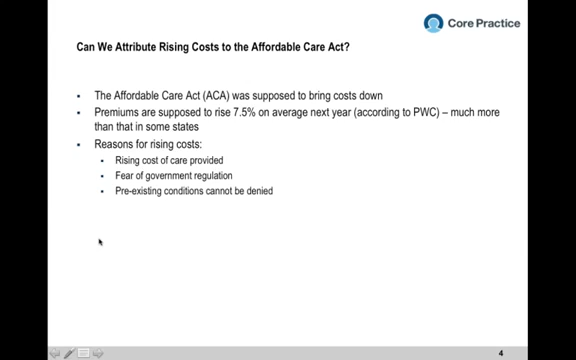 Core Practice
Can We Attribute Rising Costs to the Affordable Care Act?
▪ The Affordable Care Act (ACA) was supposed to bring costs down
▪ Premiums are supposed to rise 7.5% on average next year (according to PWC) – much more
than that in some states
▪ Reasons for rising costs:
▪ Rising cost of care provided
▪ Fear of government regulation
▪ Pre-existing conditions cannot be denied
4